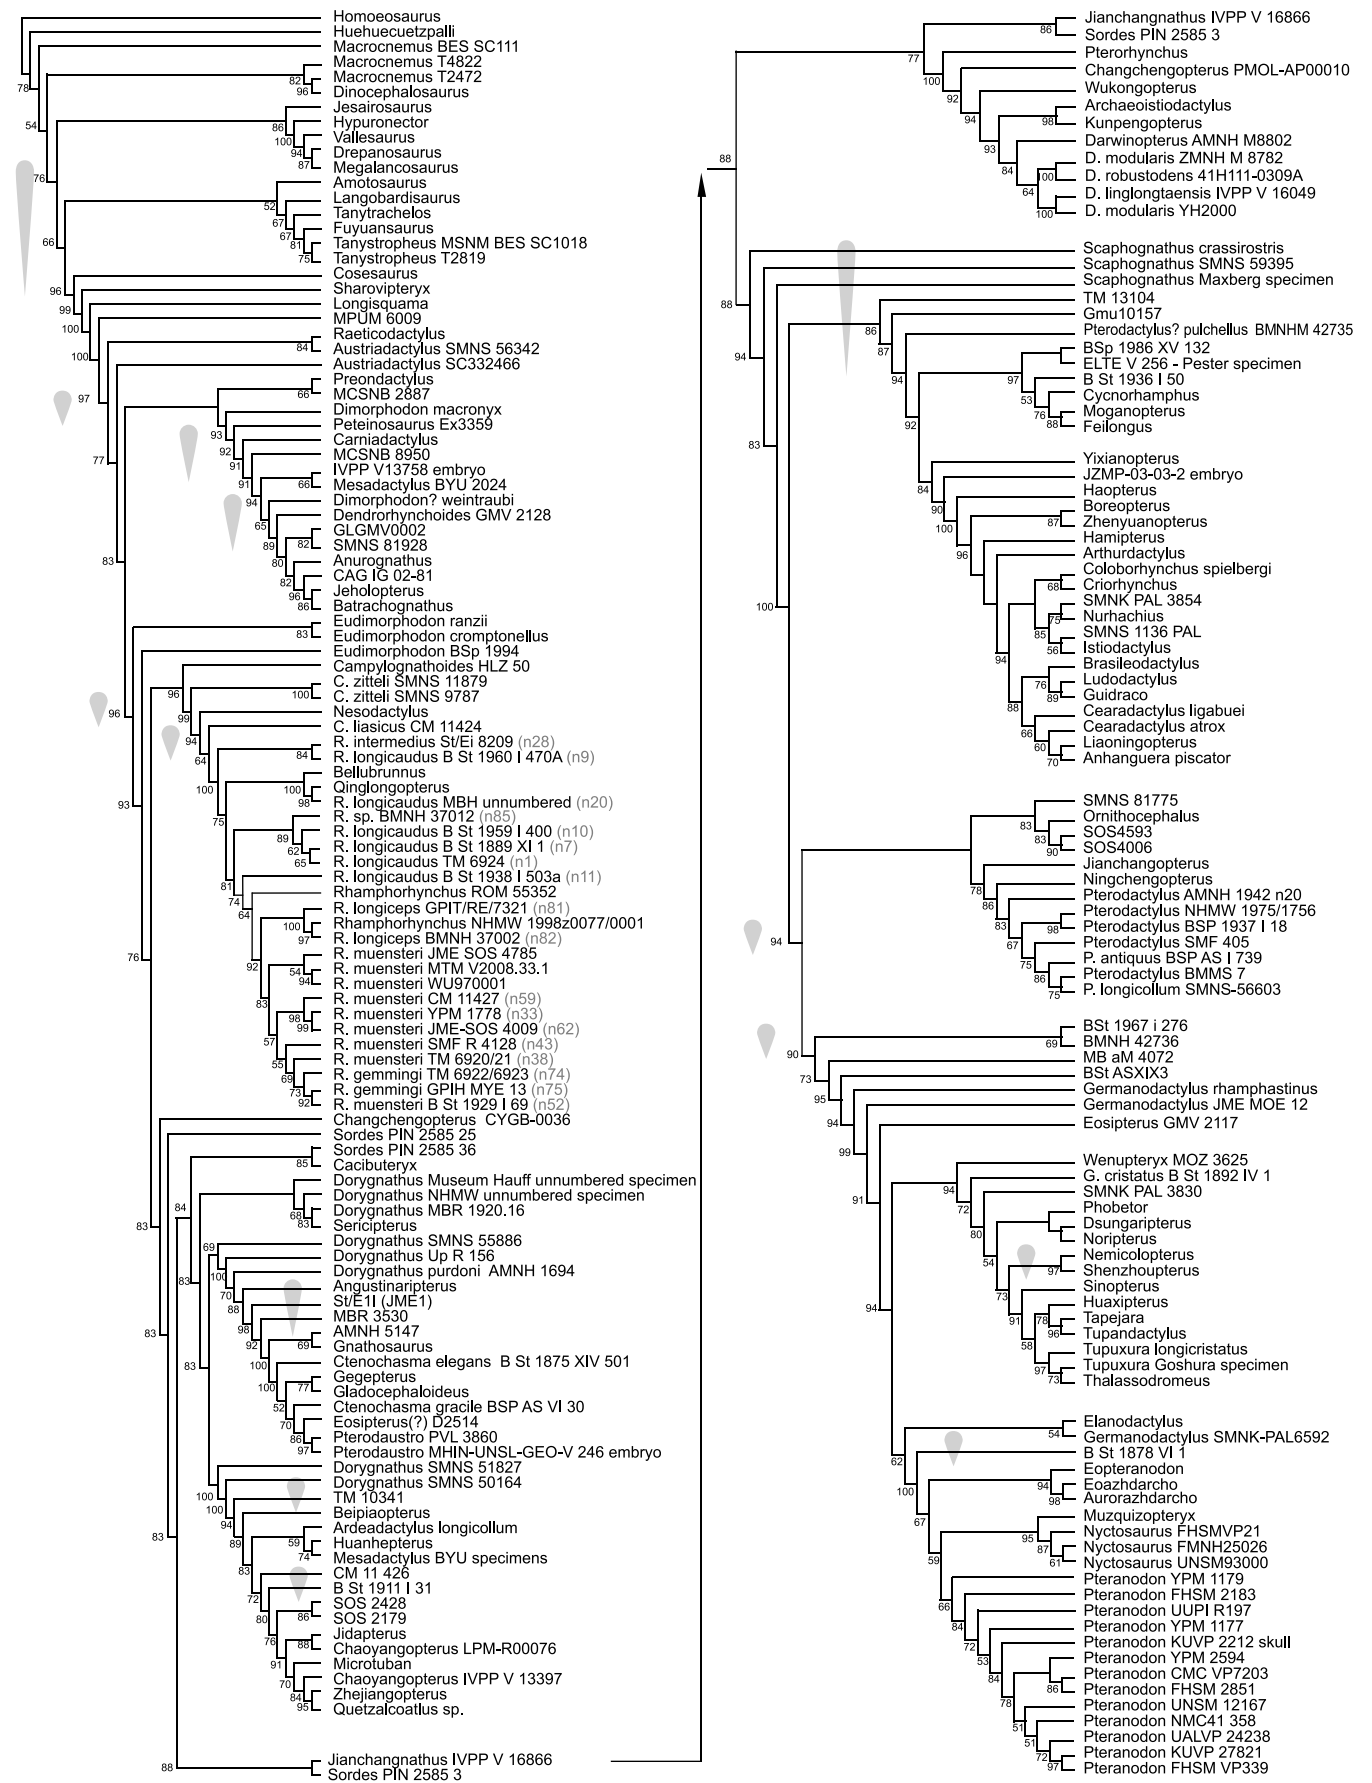 Homoeosaurus
Huehuecuetzpalli
Macrocnemus BES SC111
Macrocnemus T4822
Macrocnemus T2472
Dinocephalosaurus
Jesairosaurus
Hypuronector
Vallesaurus
Drepanosaurus
Megalancosaurus
Amotosaurus
Langobardisaurus
Tanytrachelos
Fuyuansaurus
Tanystropheus MSNM BES SC1018
Tanystropheus T2819
Cosesaurus
Sharovipteryx
Longisquama
MPUM 6009
Raeticodactylus
Austriadactylus SMNS 56342
Austriadactylus SC332466
Preondactylus
MCSNB 2887
Dimorphodon macronyx
Peteinosaurus Ex3359
Carniadactylus
MCSNB 8950
IVPP V13758 embryo
Mesadactylus BYU 2024
Dimorphodon? weintraubi
Dendrorhynchoides GMV 2128
GLGMV0002
SMNS 81928
Anurognathus
CAG IG 02-81
Jeholopterus
Batrachognathus
Eudimorphodon ranzii
Eudimorphodon cromptonellus
Eudimorphodon BSp 1994
Campylognathoides HLZ 50
C. zitteli SMNS 11879
C. zitteli SMNS 9787
Nesodactylus
C. liasicus CM 11424
R. intermedius St/Ei 8209 (n28)
R. longicaudus B St 1960 I 470A (n9)
Bellubrunnus
Qinglongopterus
R. longicaudus MBH unnumbered (n20)
R. sp. BMNH 37012 (n85)
R. longicaudus B St 1959 I 400 (n10)
R. longicaudus B St 1889 XI 1 (n7)
R. longicaudus TM 6924 (n1)
R. longicaudus B St 1938 I 503a (n11)
Rhamphorhynchus ROM 55352
R. longiceps GPIT/RE/7321 (n81)
Rhamphorhynchus NHMW 1998z0077/0001
R. longiceps BMNH 37002 (n82)
R. muensteri JME SOS 4785
R. muensteri MTM V2008.33.1
R. muensteri WU970001
R. muensteri CM 11427 (n59)
R. muensteri YPM 1778 (n33)
R. muensteri JME-SOS 4009 (n62)
R. muensteri SMF R 4128 (n43)
R. muensteri TM 6920/21 (n38)
R. gemmingi TM 6922/6923 (n74)
R. gemmingi GPIH MYE 13 (n75)
R. muensteri B St 1929 I 69 (n52)
Changchengopterus CYGB-0036
Sordes PIN 2585 25
Sordes PIN 2585 36
Cacibuteryx
Dorygnathus Museum Hauff unnumbered specimen
Dorygnathus NHMW unnumbered specimen
Dorygnathus MBR 1920.16
Sericipterus
Dorygnathus SMNS 55886
Dorygnathus Up R 156
Dorygnathus purdoni AMNH 1694
Angustinaripterus
St/E1I (JME1)
MBR 3530
AMNH 5147
Gnathosaurus
Ctenochasma elegans B St 1875 XIV 501
Gegepterus
Gladocephaloideus
Ctenochasma gracile BSP AS VI 30
Eosipterus(?) D2514
Pterodaustro PVL 3860
Pterodaustro MHIN-UNSL-GEO-V 246 embryo
Dorygnathus SMNS 51827
Dorygnathus SMNS 50164
TM 10341
Beipiaopterus
Ardeadactylus longicollum
Huanhepterus
Mesadactylus BYU specimens
CM 11 426
B St 1911 I 31
SOS 2428
SOS 2179
Jidapterus
Chaoyangopterus LPM-R00076
Microtuban
Chaoyangopterus IVPP V 13397
Zhejiangopterus
Quetzalcoatlus sp.
Jianchangnathus IVPP V 16866
Sordes PIN 2585 3
Jianchangnathus IVPP V 16866
Sordes PIN 2585 3
Pterorhynchus
Changchengopterus PMOL-AP00010
Wukongopterus
Archaeoistiodactylus
Kunpengopterus
Darwinopterus AMNH M8802
D. modularis ZMNH M 8782
D. robustodens 41H111-0309A
D. linglongtaensis IVPP V 16049
D. modularis YH2000
Scaphognathus crassirostris
Scaphognathus SMNS 59395
Scaphognathus Maxberg specimen
TM 13104
Gmu10157
Pterodactylus? pulchellus BMNHM 42735
BSp 1986 XV 132
ELTE V 256 - Pester specimen
B St 1936 I 50
Cycnorhamphus
Moganopterus
Feilongus
Yixianopterus
JZMP-03-03-2 embryo
Haopterus
Boreopterus
Zhenyuanopterus
Hamipterus
Arthurdactylus
Coloborhynchus spielbergi
Criorhynchus
SMNK PAL 3854
Nurhachius
SMNS 1136 PAL
Istiodactylus
Brasileodactylus
Ludodactylus
Guidraco
Cearadactylus ligabuei
Cearadactylus atrox
Liaoningopterus
Anhanguera piscator
SMNS 81775
Ornithocephalus
SOS4593
SOS4006
Jianchangopterus
Ningchengopterus
Pterodactylus AMNH 1942 n20
Pterodactylus NHMW 1975/1756
Pterodactylus BSP 1937 I 18
Pterodactylus SMF 405
P. antiquus BSP AS I 739
Pterodactylus BMMS 7
P. longicollum SMNS-56603
BSt 1967 i 276
BMNH 42736
MB aM 4072
BSt ASXIX3
Germanodactylus rhamphastinus
Germanodactylus JME MOE 12
Eosipterus GMV 2117
Wenupteryx MOZ 3625
G. cristatus B St 1892 IV 1
SMNK PAL 3830
Phobetor
Dsungaripterus
Noripterus
Nemicolopterus
Shenzhoupterus
Sinopterus
Huaxipterus
Tapejara
Tupandactylus
Tupuxura longicristatus
Tupuxura Goshura specimen
Thalassodromeus
Elanodactylus
Germanodactylus SMNK-PAL6592
B St 1878 VI 1
Eopteranodon
Eoazhdarcho
Aurorazhdarcho
Muzquizopteryx
Nyctosaurus FHSMVP21
Nyctosaurus FMNH25026
Nyctosaurus UNSM93000
Pteranodon YPM 1179
Pteranodon FHSM 2183
Pteranodon UUPI R197
Pteranodon YPM 1177
Pteranodon KUVP 2212 skull
Pteranodon YPM 2594
Pteranodon CMC VP7203
Pteranodon FHSM 2851
Pteranodon UNSM 12167
Pteranodon NMC41 358
Pteranodon UALVP 24238
Pteranodon KUVP 27821
Pteranodon FHSM VP339